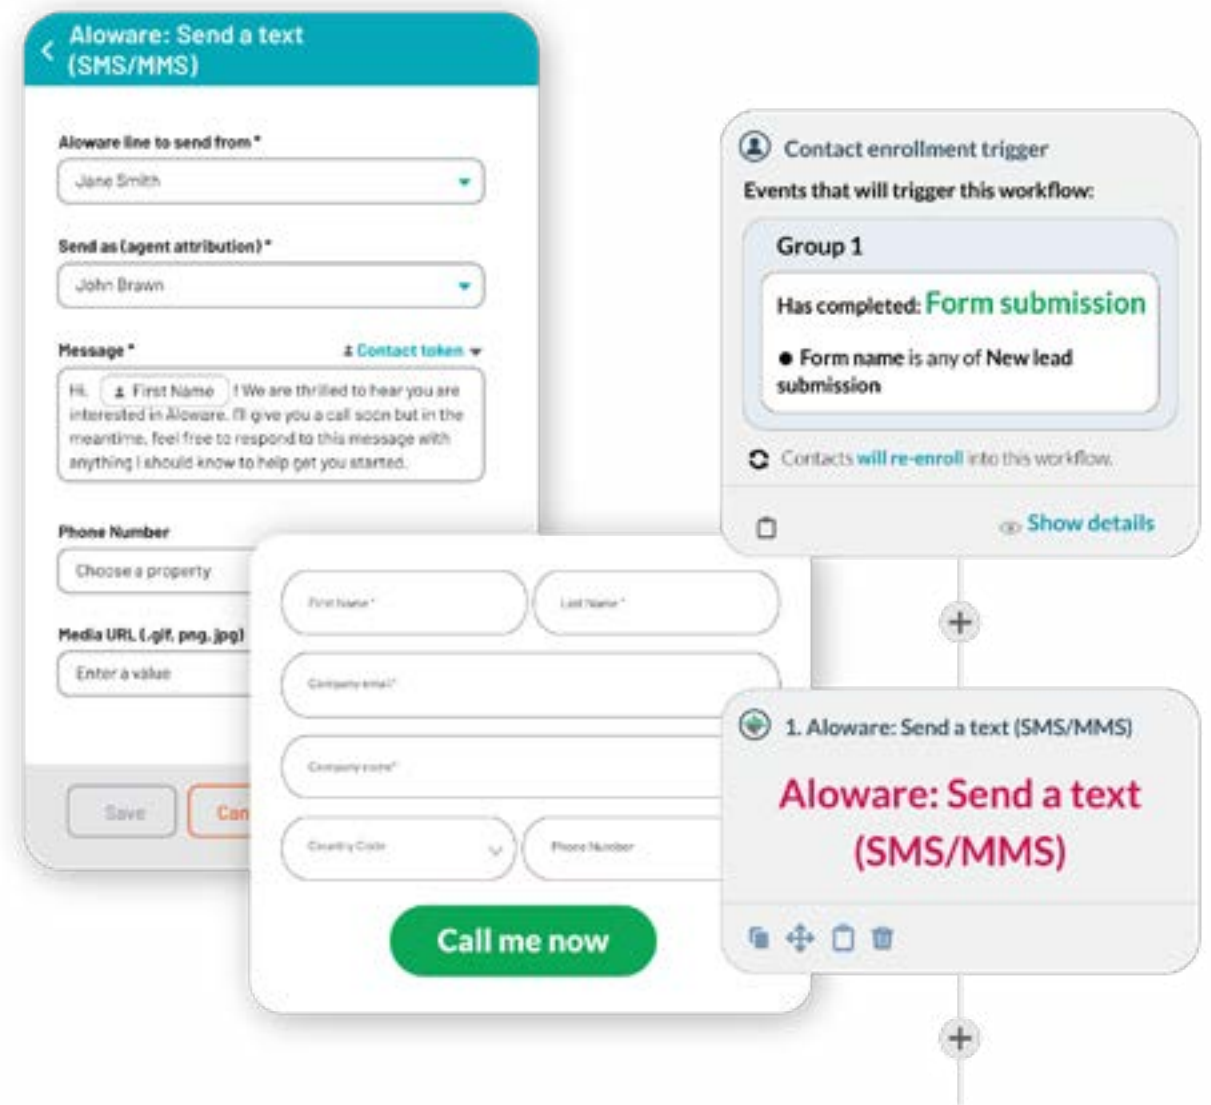 Aloware: Send a text
(SMS/MMS)
Aloware line to send from *
Jane Smith
Send as (agent attribution) *
John Brawn
Message *
Contact token
Hi, First Name ! We are thrilled to hear you are
interested in Aloware. I'll give you a call soon but in the
meantime, feel free to respond to this message with
anything I should know to help get you started.
Phone Number
Choose a property
Media URL (.gif, png, jpg)
Enter a value
Save
Can
First Name *
Last Name *
Company email*
Company name*
Country Code
Phone Number
Call me now
Contact enrollment trigger
Events that will trigger this workflow:
Group 1
Has completed: Form submission
● Form name is any of New lead
submission
Contacts will re-enroll into this workflow.
Show details
1. Aloware: Send a text (SMS/MMS)
Aloware: Send a text
(SMS/MMS)